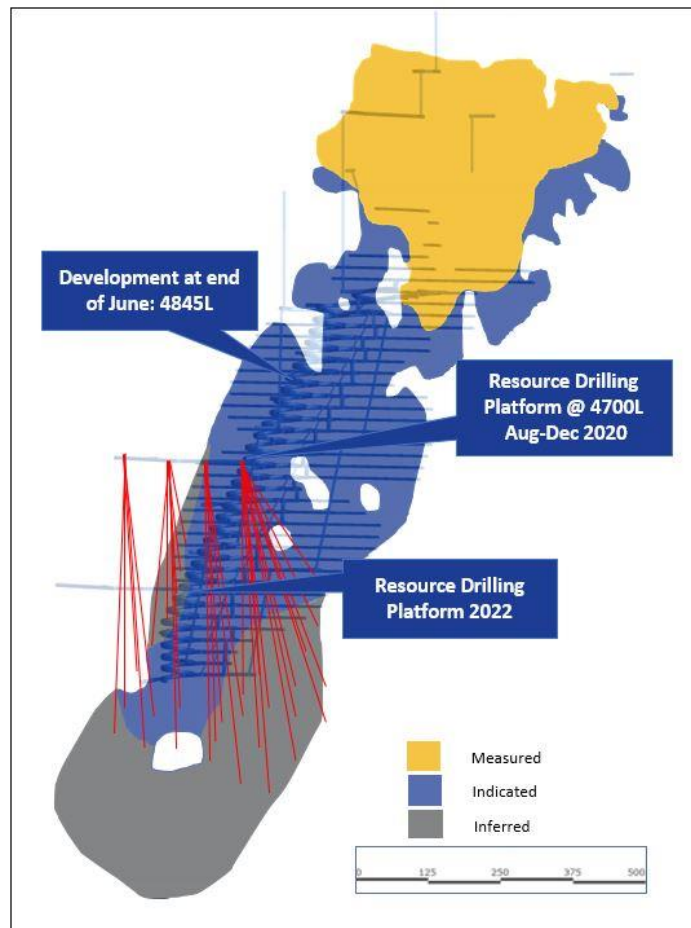 Development at end
of June: 4845L
Resource Drilling
Platform @ 4700L
Aug-Dec 2020
Resource Drilling
Platform 2022
Measured
Indicated
Inferred
0 125 250 375 500